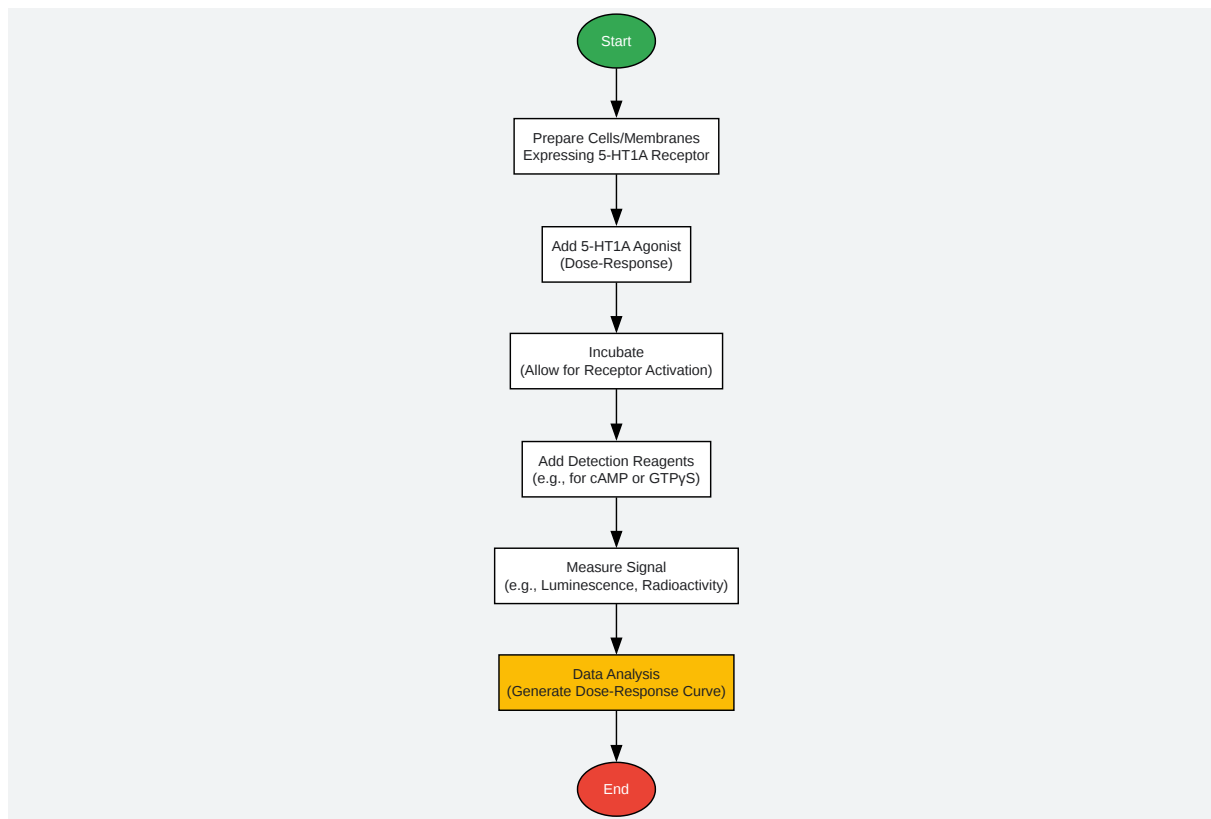 Start
Prepare Cells/Membranes
Expressing 5-HT1A Receptor
Add 5-HT1A Agonist
(Dose-Response)
Incubate
(Allow for Receptor Activation)
Add Detection Reagents
(e.g., for cAMP or GTPγS)
Measure Signal
(e.g., Luminescence, Radioactivity)
Data Analysis
(Generate Dose-Response Curve)
End